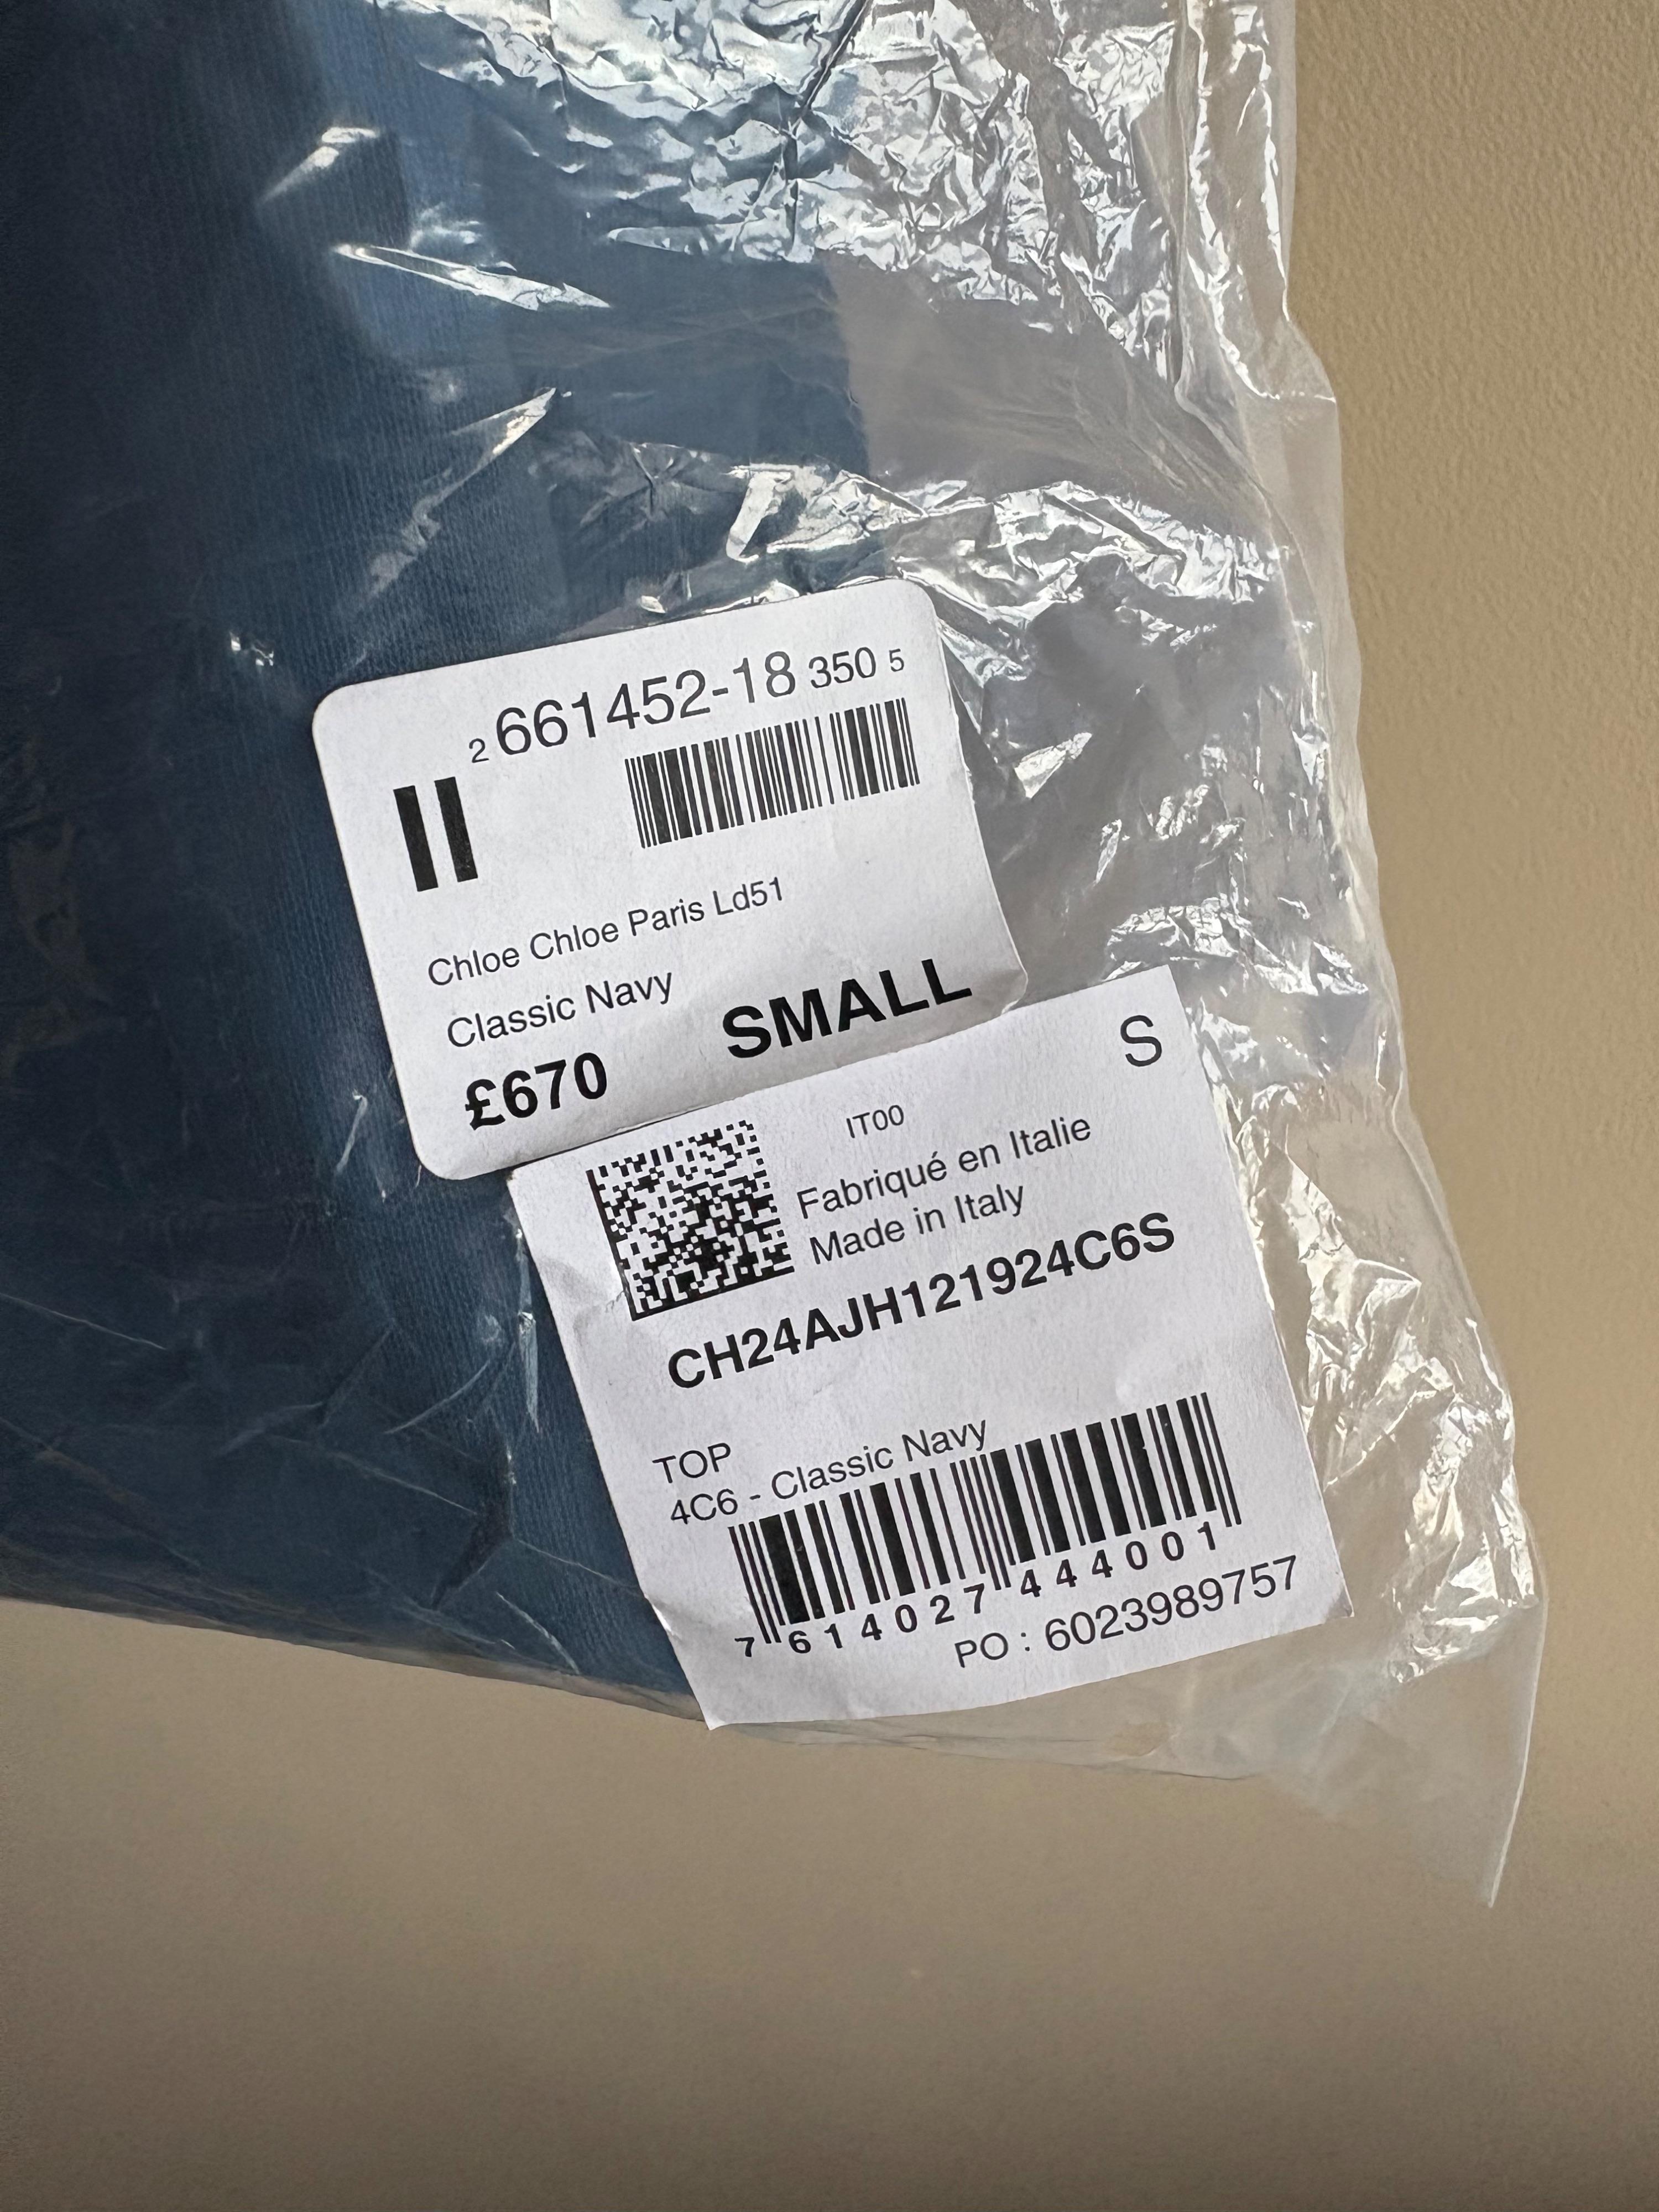 2 661452-18 350 5
II
Chloe Chloe Paris Ld51
Classic Navy
£670 SMALL
S
IT00
Fabriqué en Italie
Made in Italy
CH24AJH121924C6S
TOP
4C6 - Classic Navy
7 614027 444001
PO : 6023989757